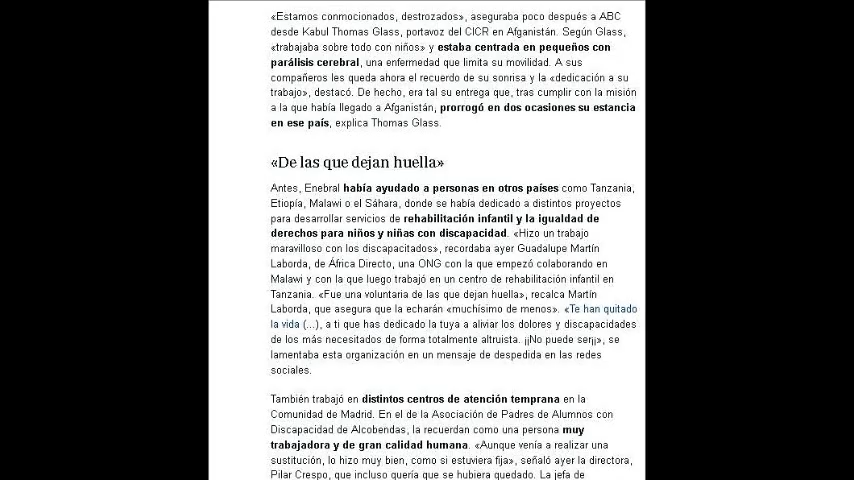 «Estamos conmocionados, destrozados», aseguraba poco después a ABC
desde Kabul Thomas Glass, portavoz del CICR en Afganistán. Según Glass,
«trabajaba sobre todo con niños» y estaba centrada en pequeños con
parálisis cerebral, una enfermedad que limita su movilidad. A sus
compañeros les queda ahora el recuerdo de su sonrisa y la «dedicación a su
trabajo», destacó. De hecho, era tal su entrega que, tras cumplir con la misión
a la que había llegado a Afganistán, prorrogó en dos ocasiones su estancia
en ese país, explica Thomas Glass.
«De las que dejan huella»
Antes, Enebral había ayudado a personas en otros países como Tanzania,
Etiopía, Malawi o el Sáhara, donde se había dedicado a distintos proyectos
para desarrollar servicios de rehabilitación infantil y la igualdad de
derechos para niños y niñas con discapacidad. «Hizo un trabajo
maravilloso con los discapacitados», recordaba ayer Guadalupe Martín
Laborda, de África Directo, una ONG con la que empezó colaborando en
Malawi y con la que luego trabajó en un centro de rehabilitación infantil en
Tanzania. «Fue una voluntaria de las que dejan huella», recalca Martín
Laborda, que asegura que la echarán «muchísimo de menos». «Te han quitado
la vida (...), a ti que has dedicado la tuya a aliviar los dolores y discapacidades
de los más necesitados de forma totalmente altruista. ¡¡No puede ser¡¡», se
lamentaba esta organización en un mensaje de despedida en las redes
sociales.
También trabajó en distintos centros de atención temprana en la
Comunidad de Madrid. En el de la Asociación de Padres de Alumnos con
Discapacidad de Alcobendas, la recuerdan como una persona muy
trabajadora y de gran calidad humana. «Aunque venía a realizar una
sustitución, lo hizo muy bien, como si estuviera fija», señaló ayer la directora,
Pilar Crespo, que incluso quería que se hubiera quedado. La jefa de